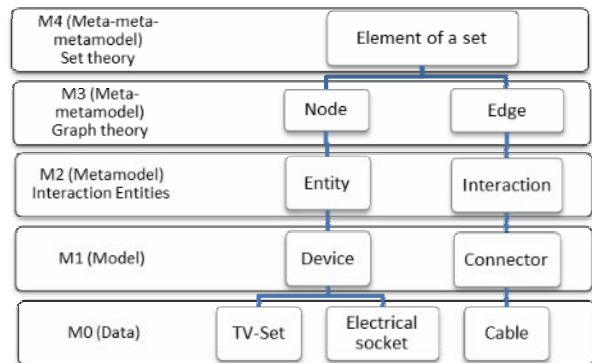 M4 (Meta-meta-
metamodel)
Set theory
Element of a set
M3 (Meta-
metamodel)
Graph theory
Node
Edge
M2 (Metamodel)
Interaction Entities
Entity
Interaction
M1 (Model)
Device
Connector
M0 (Data)
TV-Set
Electrical
socket
Cable